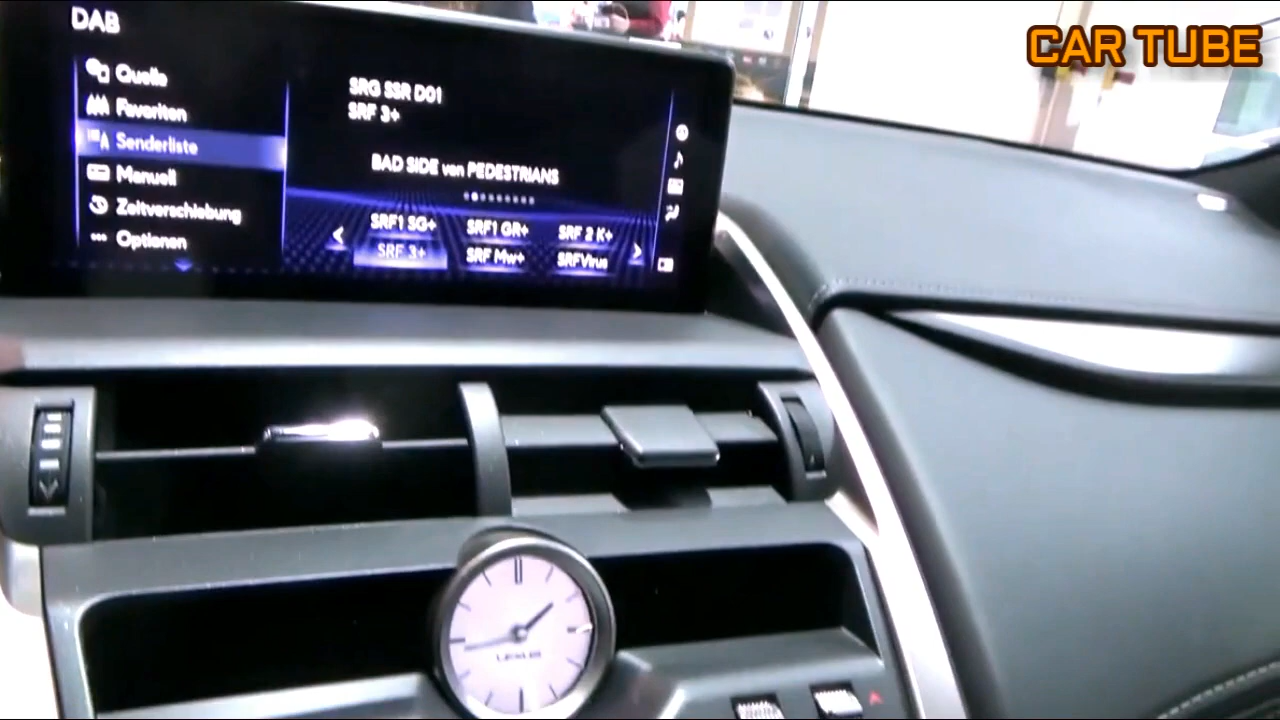 DAB
CAR TUBE
Quelle
Favoriten
Senderliste
Manuell
Zeitverschiebung
Optionen
SRG SSR D01
SRF 3+
BAD SIDE von PEDESTRIANS
SRF1 SG+ SRF1 GR+ SRF 2 K+
SRF 3+ SRF Mw+ SRFVirus
LEXUS